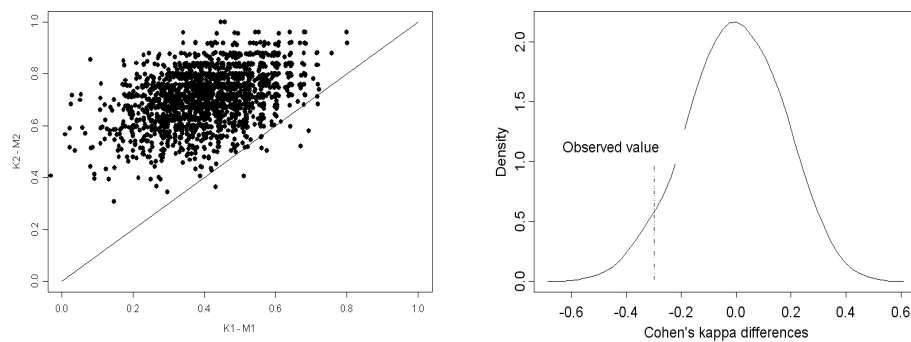 1.0
0.8
0.6
0.4
0.2
0.0
K2 - M2
0.0 0.2 0.4 0.6 0.8 1.0
K1 - M1
2.0
1.5
1.0
0.5
0.0
Density
Observed value
-0.6 -0.4 -0.2 0.0 0.2 0.4 0.6
Cohen's kappa differences